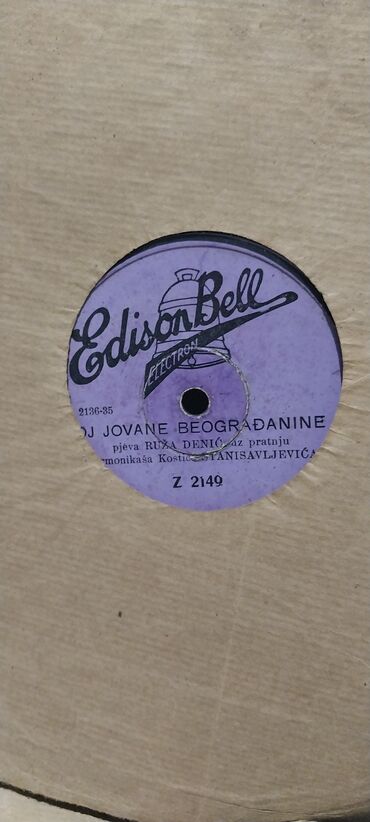 Edison Bell
ELECTRON
2136-35
OJ JOVANE BEOGRAĐANINE
pjeva RUŽA DENIĆ, uz pratnju
rmonikaša Kostić STANISAVLJEVIĆA
Z 2149